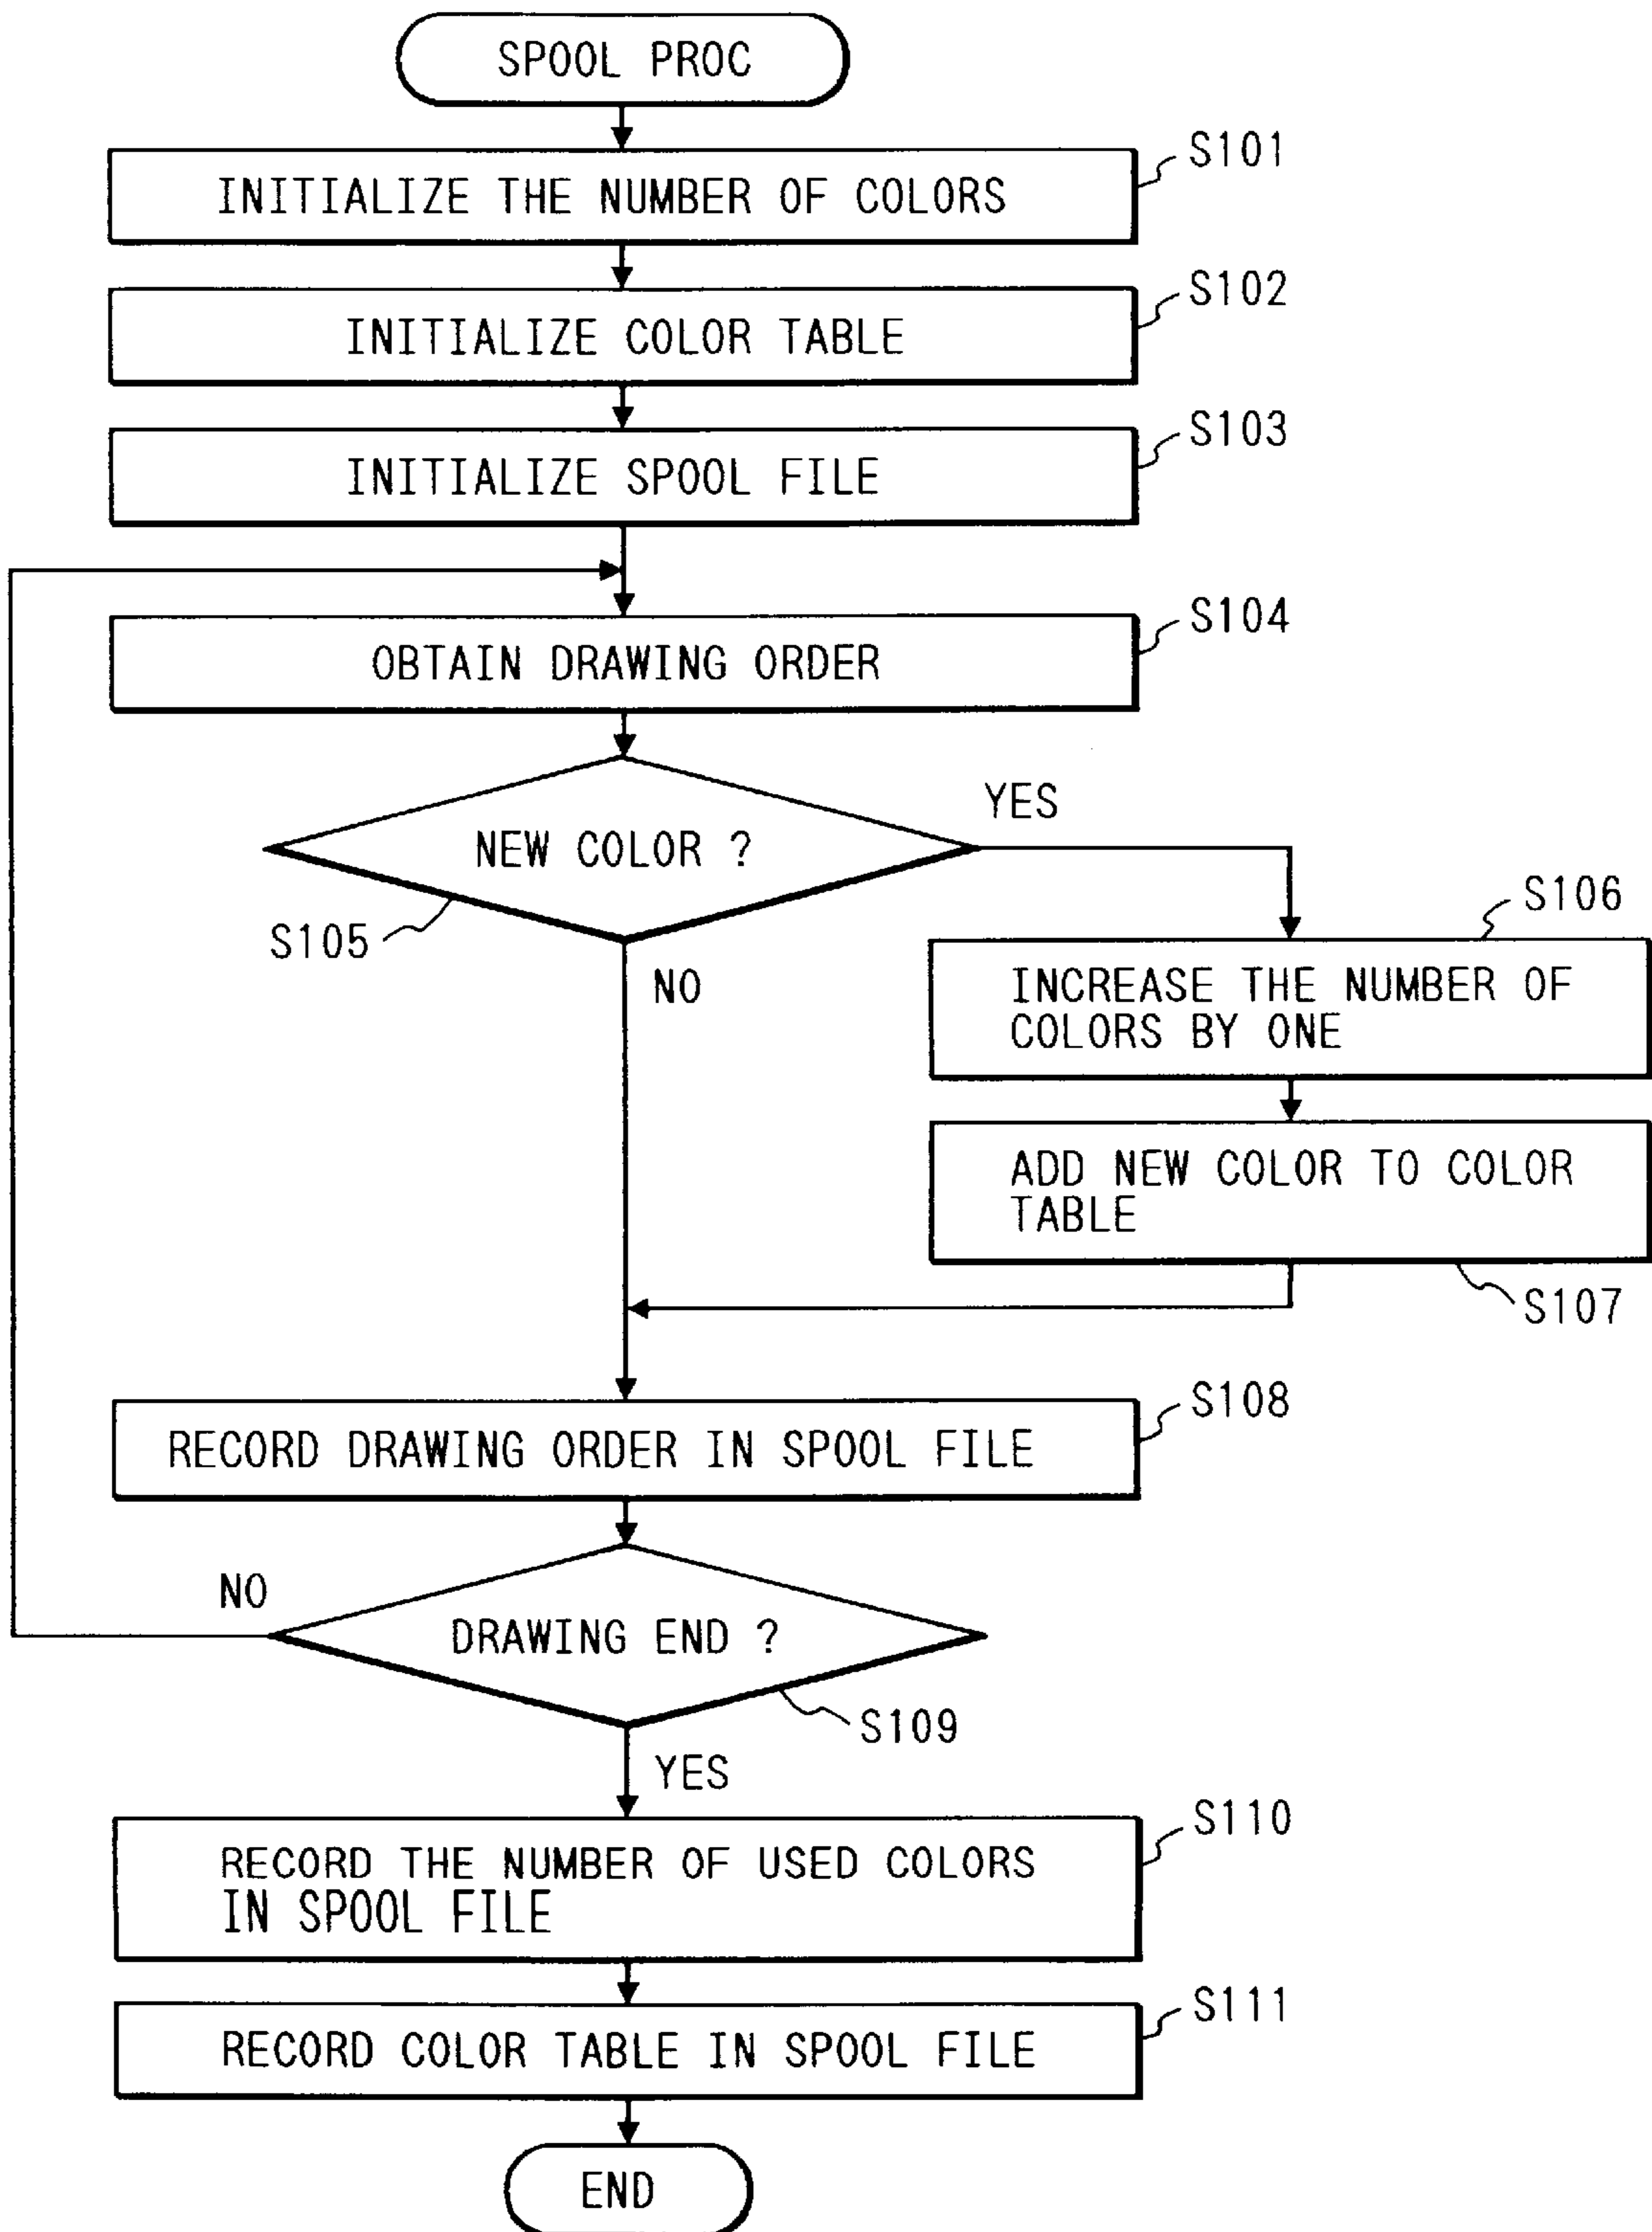 SPOOL PROC
S101
INITIALIZE THE NUMBER OF COLORS
S102
INITIALIZE COLOR TABLE
S103
INITIALIZE SPOOL FILE
S104
OBTAIN DRAWING ORDER
YES
NEW COLOR ?
S105
NO
S106
INCREASE THE NUMBER OF
COLORS BY ONE
ADD NEW COLOR TO COLOR
TABLE
S107
S108
RECORD DRAWING ORDER IN SPOOL FILE
NO
DRAWING END ?
S109
YES
S110
RECORD THE NUMBER OF USED COLORS
IN SPOOL FILE
S111
RECORD COLOR TABLE IN SPOOL FILE
END